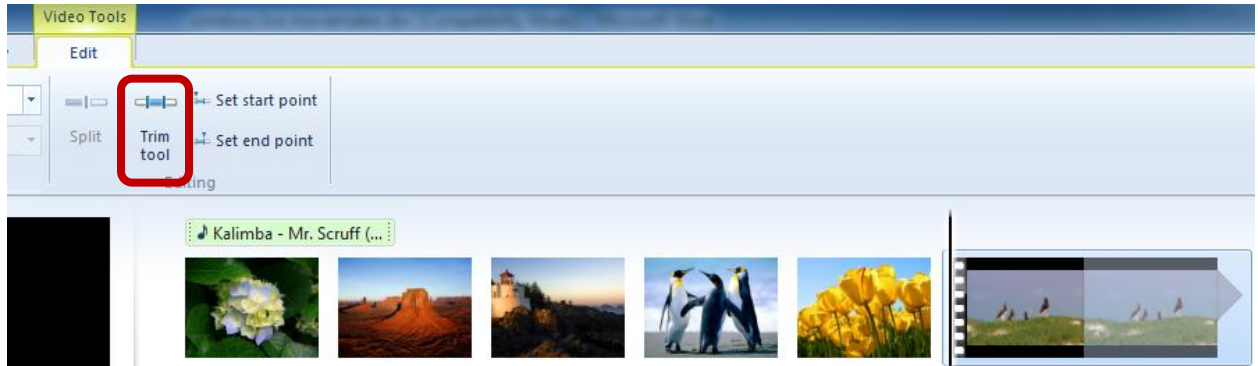 Video Tools
Edit
Split
Trim
tool
Set start point
Set end point
Editing
Kalimba - Mr. Scruff (...